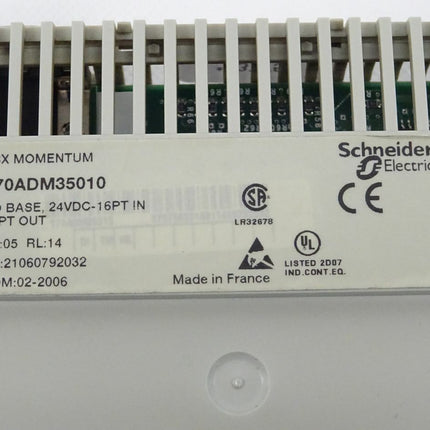 X MOMENTUM
70ADM35010
BASE, 24VDC-16PT IN
PT OUT
:05 RL:14
:21060792032
M:02-2006
Schneider
Electric
LR32678
Made in France
UL
LISTED 2D07
IND.CONT.EQ.
CE